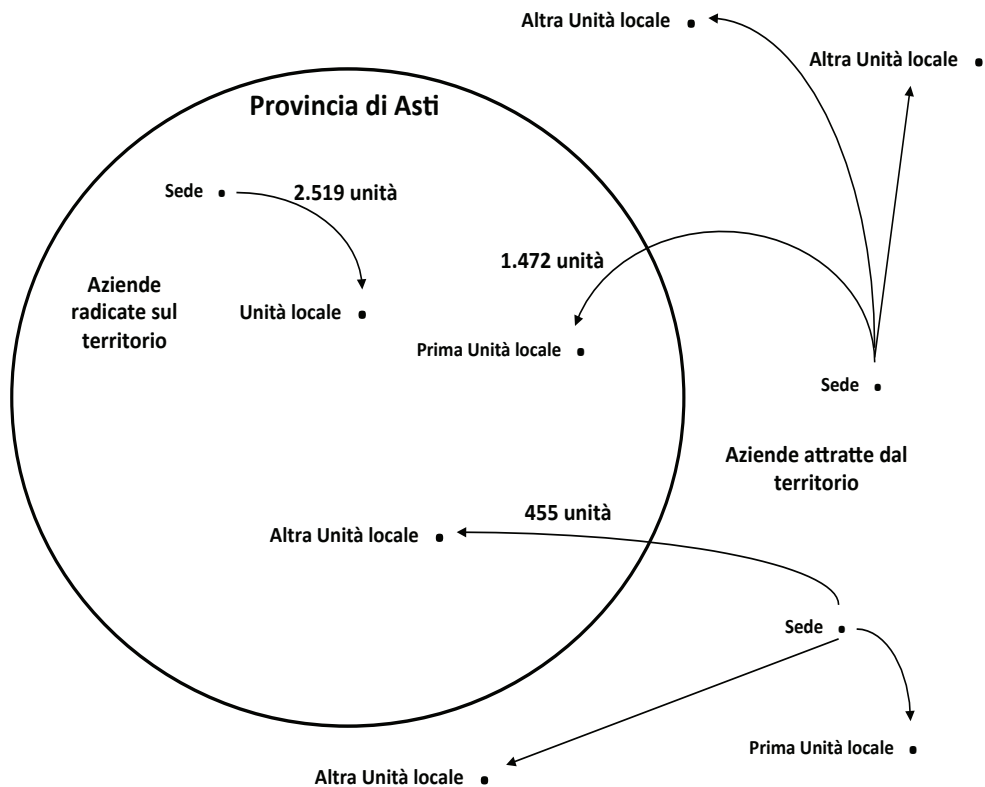 Altra Unità locale
Altra Unità locale
Provincia di Asti
Sede
2.519 unità
1.472 unità
Aziende
radicate sul
territorio
Unità locale
Prima Unità locale
Sede
Aziende attratte dal
territorio
455 unità
Altra Unità locale
Sede
Prima Unità locale
Altra Unità locale